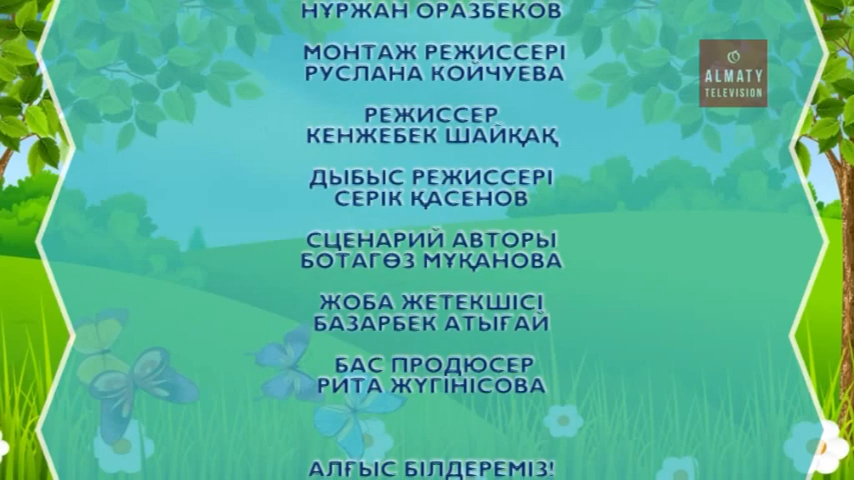 НҰРЖАН ОРАЗБЕКОВ
МОНТАЖ РЕЖИССЕРІ
РУСЛАНА КОЙЧУЕВА
РЕЖИССЕР
КЕНЖЕБЕК ШАЙҚАҚ
ДЫБЫС РЕЖИССЕРІ
СЕРІК ҚАСЕНОВ
СЦЕНАРИЙ АВТОРЫ
БОТАГӨЗ МҰҚАНОВА
ЖОБА ЖЕТЕКШІСІ
БАЗАРБЕК АТЫҒАЙ
БАС ПРОДЮСЕР
РИТА ЖҮГІНІСОВА
АЛҒЫС БІЛДЕРЕМІЗ!
ALMATY
TELEVISION